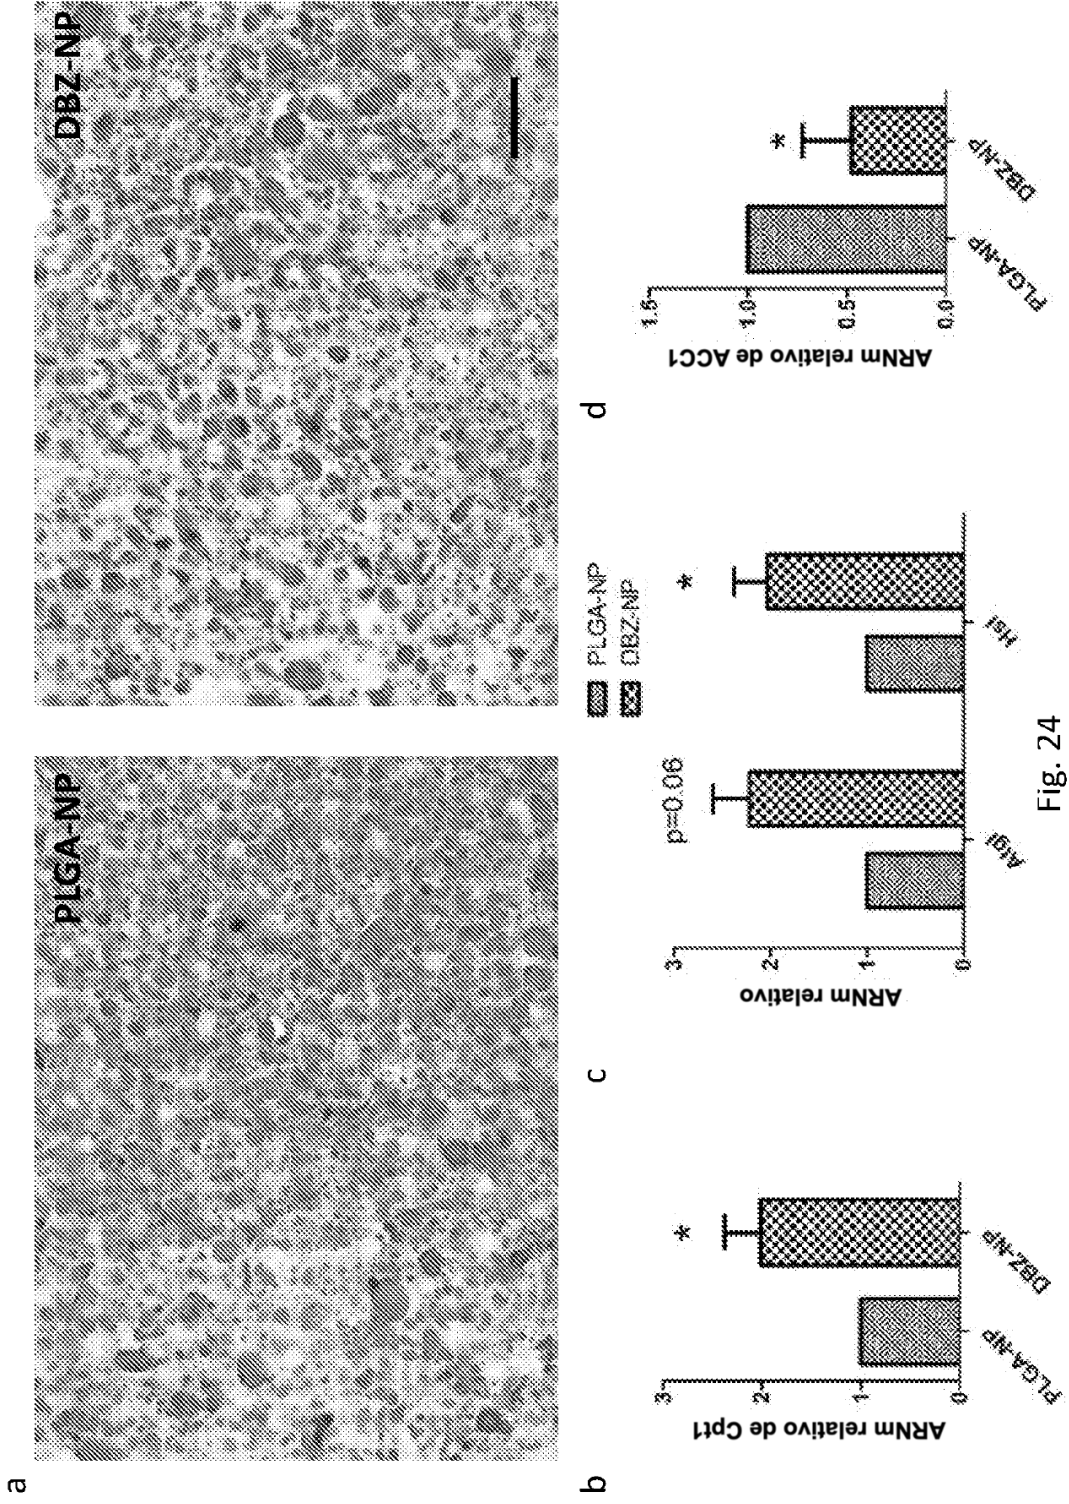 a
PLGA-NP
DBZ-NP
b
ARNm relativo de Cpt1
3
2
1
0
*
PLGA-NP
DBZ-NP
c
PLGA-NP
DBZ-NP
ARNm relativo
3
2
1
0
p=0.06
*
Atgl
Hsl
d
ARNm relativo de ACC1
1.5
1.0
0.5
0.0
*
PLGA-NP
DBZ-NP
Fig. 24